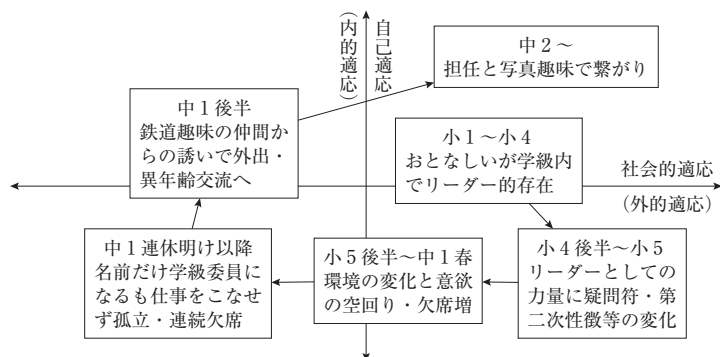 自己適応
(内的適応)
中２～
担任と写真趣味で繋がり
中１後半
鉄道趣味の仲間か
らの誘いで外出・
異年齢交流へ
小１～小４
おとなしいが学級内
でリーダー的存在
社会的適応
(外的適応)
中１連休明け以降
名前だけ学級委員に
なるも仕事をこなせ
ず孤立・連続欠席
小５後半～中１春
環境の変化と意欲
の空回り・欠席増
小４後半～小５
リーダーとしての
力量に疑問符・第
二次性徴等の変化